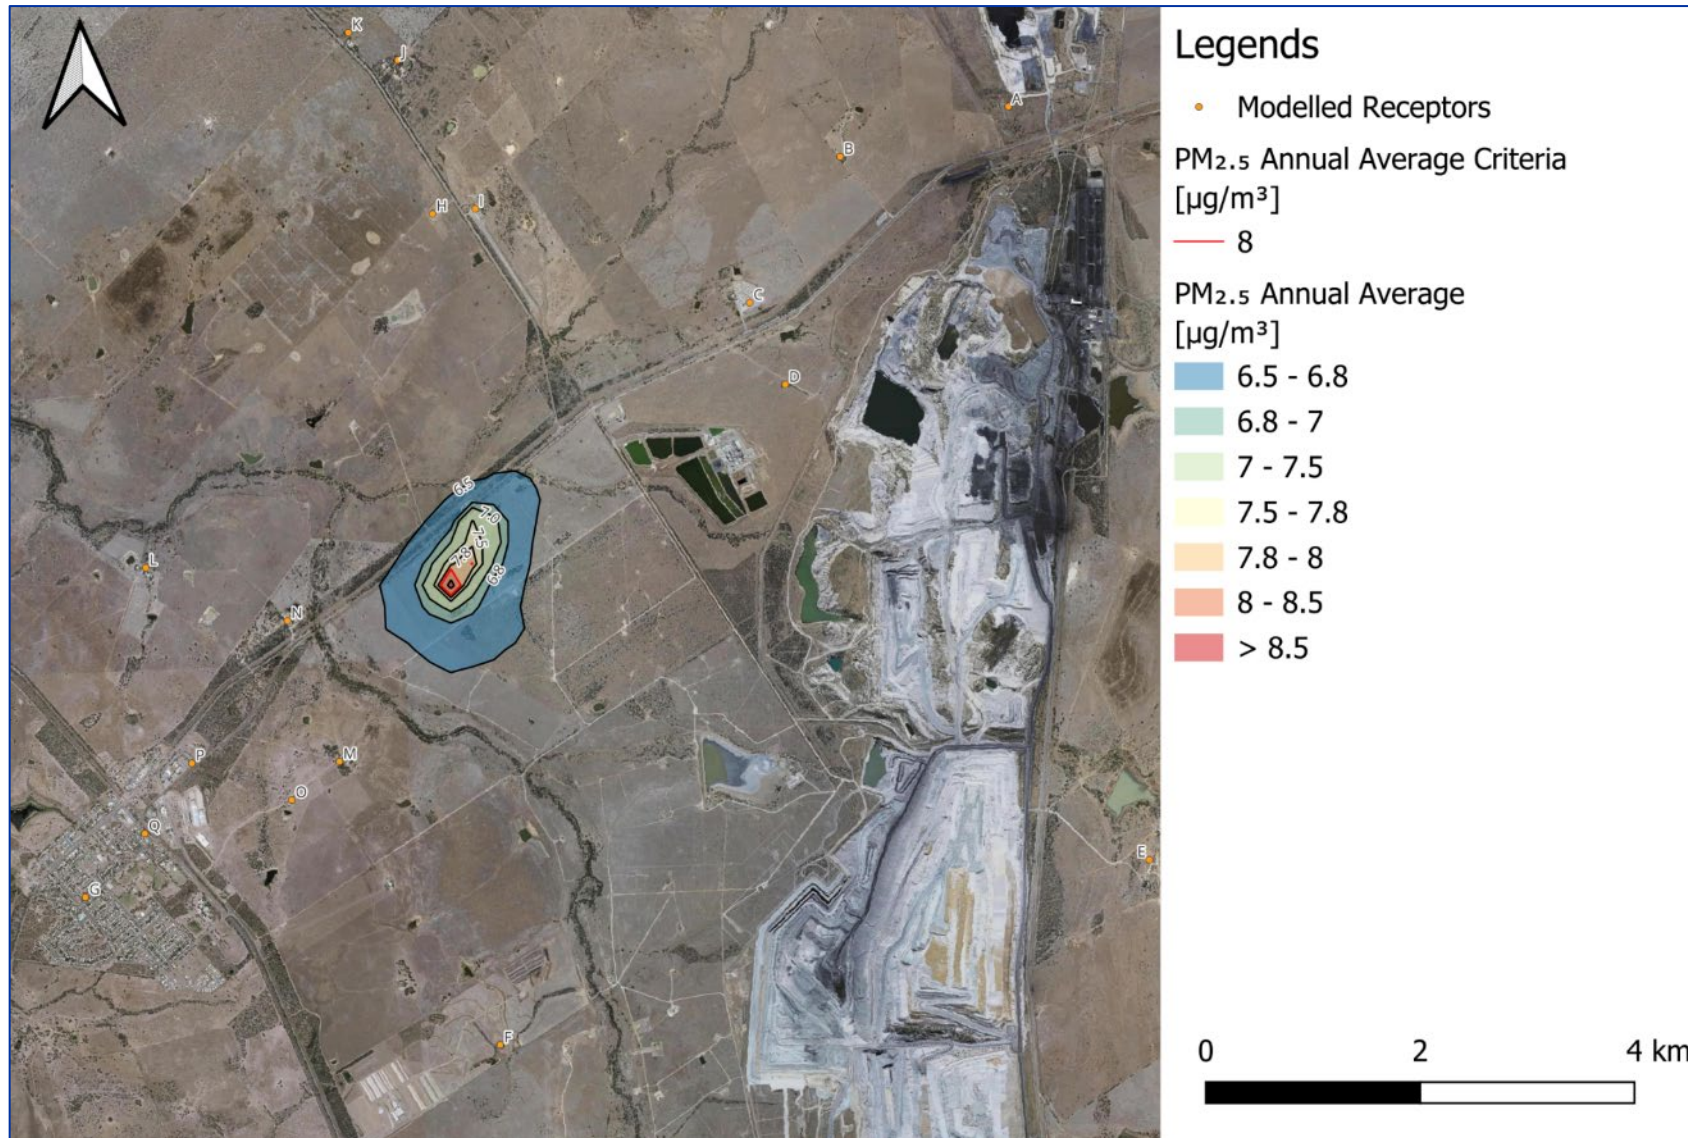 Legends
Modelled Receptors
PM₂.₅ Annual Average Criteria
[µg/m³]
8
PM₂.₅ Annual Average
[µg/m³]
6.5 - 6.8
6.8 - 7
7 - 7.5
7.5 - 7.8
7.8 - 8
8 - 8.5
> 8.5
0 2 4 km
K
J
A
B
H
I
C
D
6.5
7.0
7.5
7.8
6.8
L
N
M
P
O
Q
E
G
F